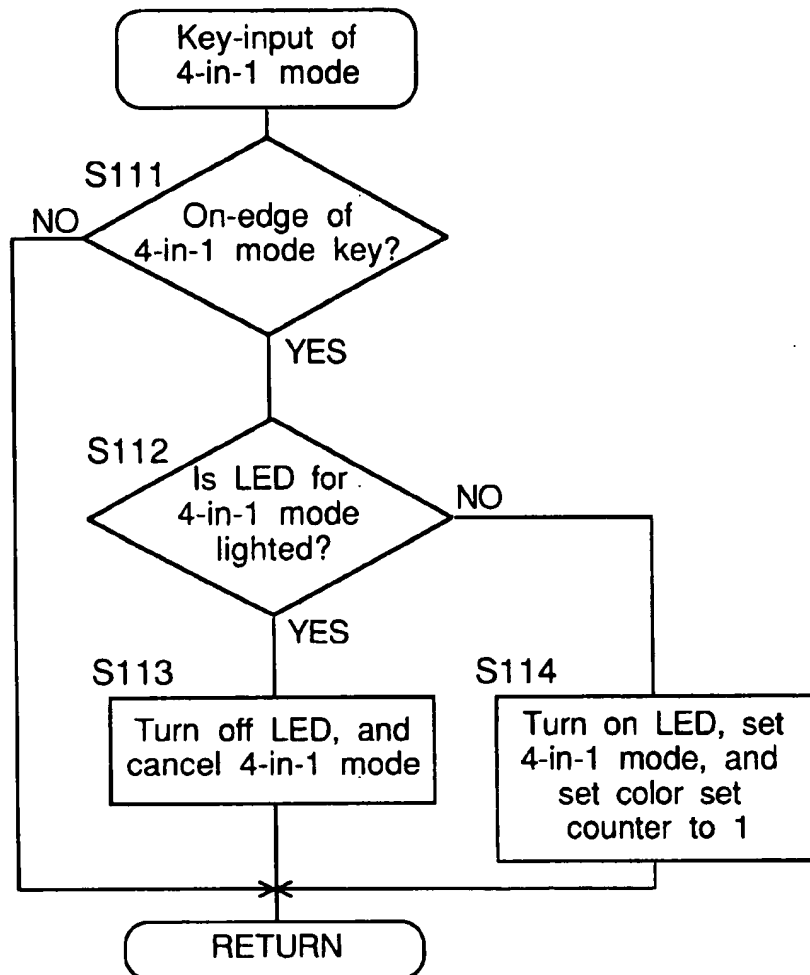 Key-input of
4-in-1 mode
S111
NO
On-edge of
4-in-1 mode key?
YES
S112
Is LED for
4-in-1 mode
lighted?
NO
YES
S113
Turn off LED, and
cancel 4-in-1 mode
S114
Turn on LED, set
4-in-1 mode, and
set color set
counter to 1
RETURN